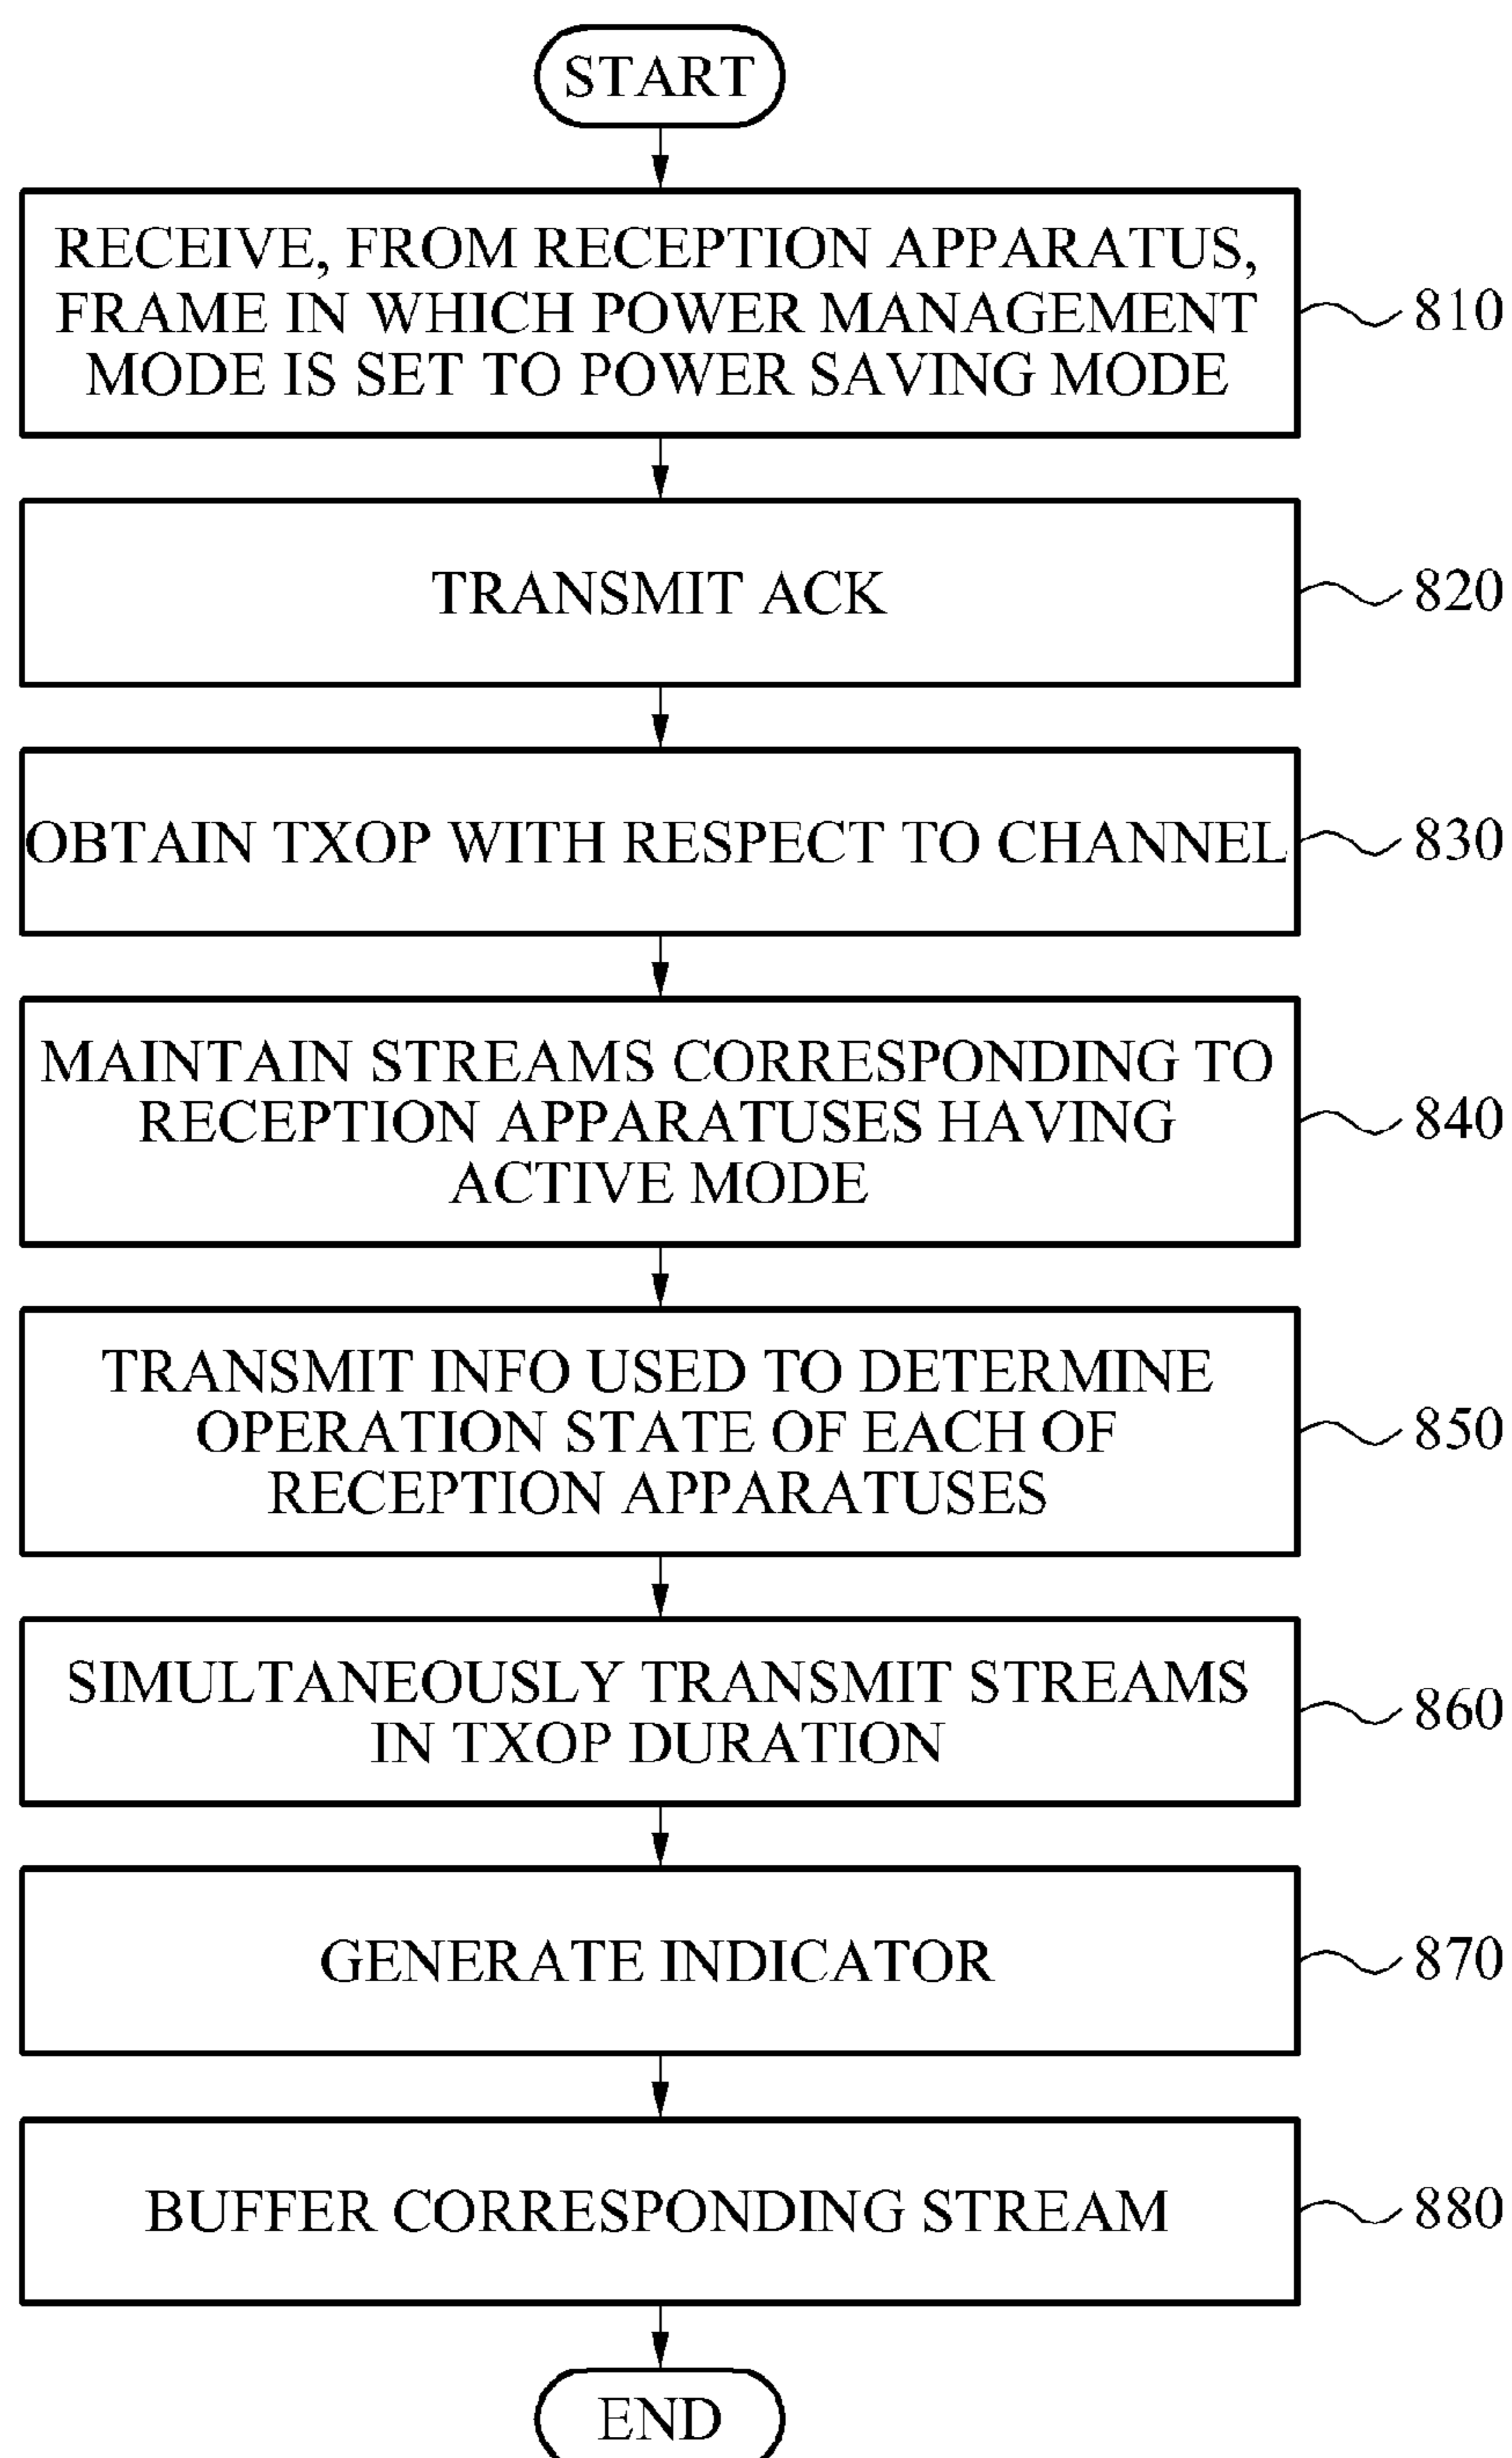 START
RECEIVE, FROM RECEPTION APPARATUS,
FRAME IN WHICH POWER MANAGEMENT
MODE IS SET TO POWER SAVING MODE
810
TRANSMIT ACK
820
OBTAIN TXOP WITH RESPECT TO CHANNEL
830
MAINTAIN STREAMS CORRESPONDING TO
RECEPTION APPARATUSES HAVING
ACTIVE MODE
840
TRANSMIT INFO USED TO DETERMINE
OPERATION STATE OF EACH OF
RECEPTION APPARATUSES
850
SIMULTANEOUSLY TRANSMIT STREAMS
IN TXOP DURATION
860
GENERATE INDICATOR
870
BUFFER CORRESPONDING STREAM
880
END